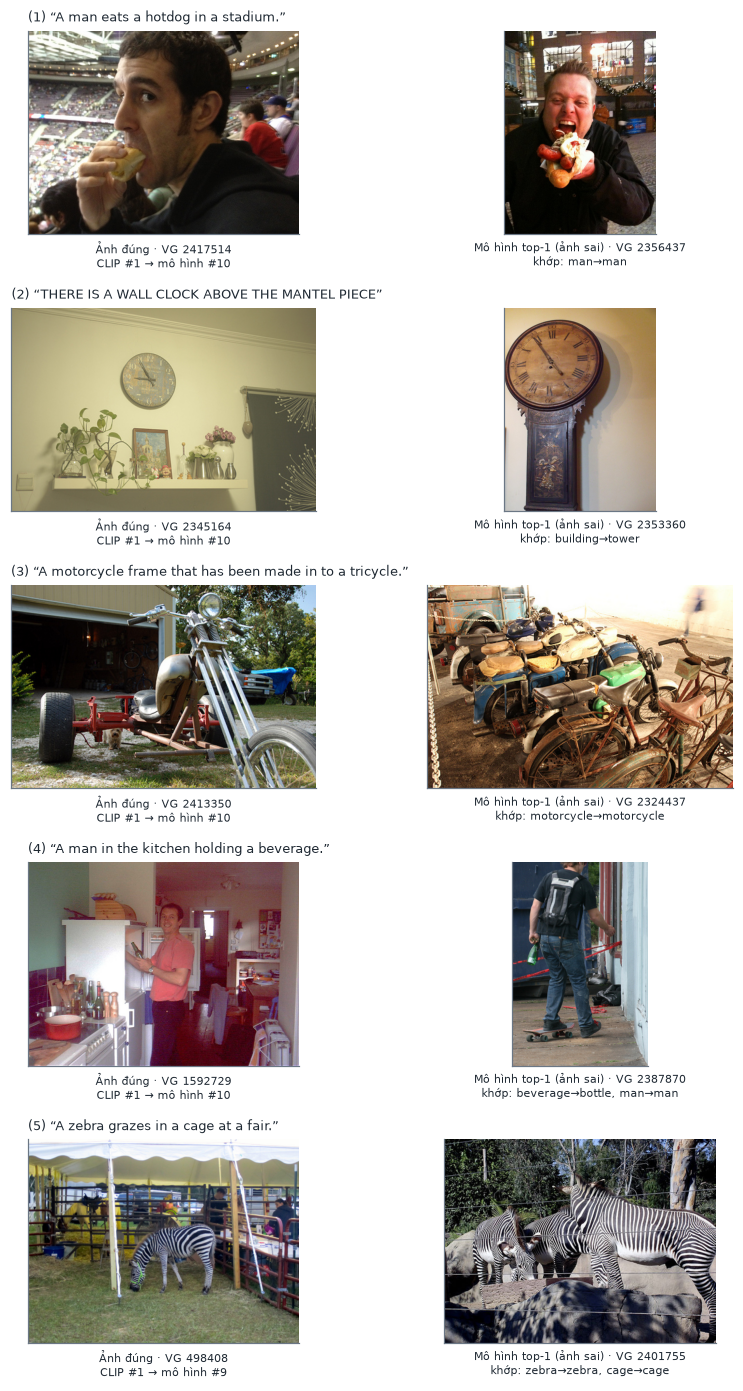 (1) “A man eats a hotdog in a stadium.”
Ảnh đúng · VG 2417514
CLIP #1 → mô hình #10
Mô hình top-1 (ảnh sai) · VG 2356437
khớp: man→man
(2) “THERE IS A WALL CLOCK ABOVE THE MANTEL PIECE”
Ảnh đúng · VG 2345164
CLIP #1 → mô hình #10
Mô hình top-1 (ảnh sai) · VG 2353360
khớp: building→tower
(3) “A motorcycle frame that has been made in to a tricycle.”
Ảnh đúng · VG 2413350
CLIP #1 → mô hình #10
Mô hình top-1 (ảnh sai) · VG 2324437
khớp: motorcycle→motorcycle
(4) “A man in the kitchen holding a beverage.”
Ảnh đúng · VG 1592729
CLIP #1 → mô hình #10
Mô hình top-1 (ảnh sai) · VG 2387870
khớp: beverage→bottle, man→man
(5) “A zebra grazes in a cage at a fair.”
Ảnh đúng · VG 498408
CLIP #1 → mô hình #9
Mô hình top-1 (ảnh sai) · VG 2401755
khớp: zebra→zebra, cage→cage